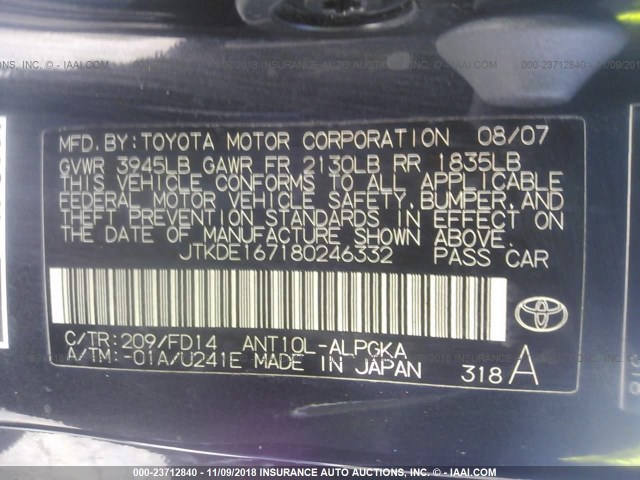 MFD. BY: TOYOTA MOTOR CORPORATION 08/07
GVWR 3945LB GAWR FR 2130LB RR 1835LB
THIS VEHICLE CONFORMS TO ALL APPLICABLE
FEDERAL MOTOR VEHICLE SAFETY, BUMPER, AND
THEFT PREVENTION STANDARDS IN EFFECT ON
THE DATE OF MANUFACTURE SHOWN ABOVE.
JTKDE167180246332 PASS CAR
C/TR: 209/FD14 ANT10L-ALPGKA
A/TM: -01A/U241E MADE IN JAPAN
318 A
000-23712840 - 11/09/2018 INSURANCE AUTO AUCTIONS - © - IAAI.COM